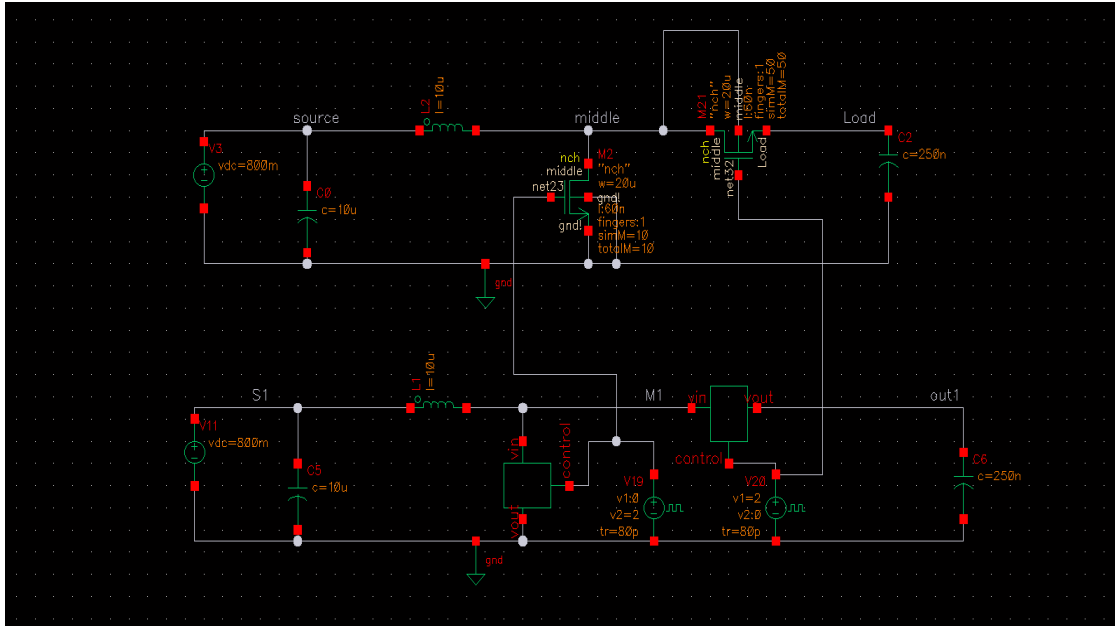 source
V3
vdc=800m
C0
c=10u
L2
l=10u
middle
nch
middle
net23
M2
"nch"
w=20u
gnd!
l:60n
gnd!
fingers:1
simM=10
totalM=10
gnd
M21
"nch"
w=20u
middle
l:60n
fingers:1
simM=50
totalM=50
nch
middle
net32
Load
Load
C2
c=250n
S1
V11
vdc=800m
C5
c=10u
L1
l=10u
vin
control
vout
gnd
M1
vin
vout
control
V19
v1:0
v2=2
tr=80p
V20
v1=2
v2:0
tr=80p
out1
C6
c=250n